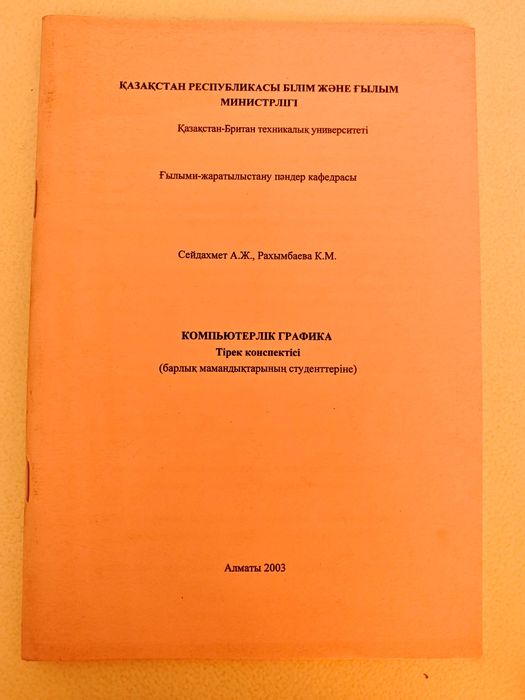 ҚАЗАҚСТАН РЕСПУБЛИКАСЫ БІЛІМ ЖӘНЕ ҒЫЛЫМ
МИНИСТРЛІГІ
Қазақстан-Британ техникалық университеті
Ғылыми-жаратылыстану пәндер кафедрасы
Сейдахмет А.Ж., Рахымбаева К.М.
КОМПЬЮТЕРЛІК ГРАФИКА
Тірек конспектісі
(барлық мамандықтарының студенттеріне)
Алматы 2003